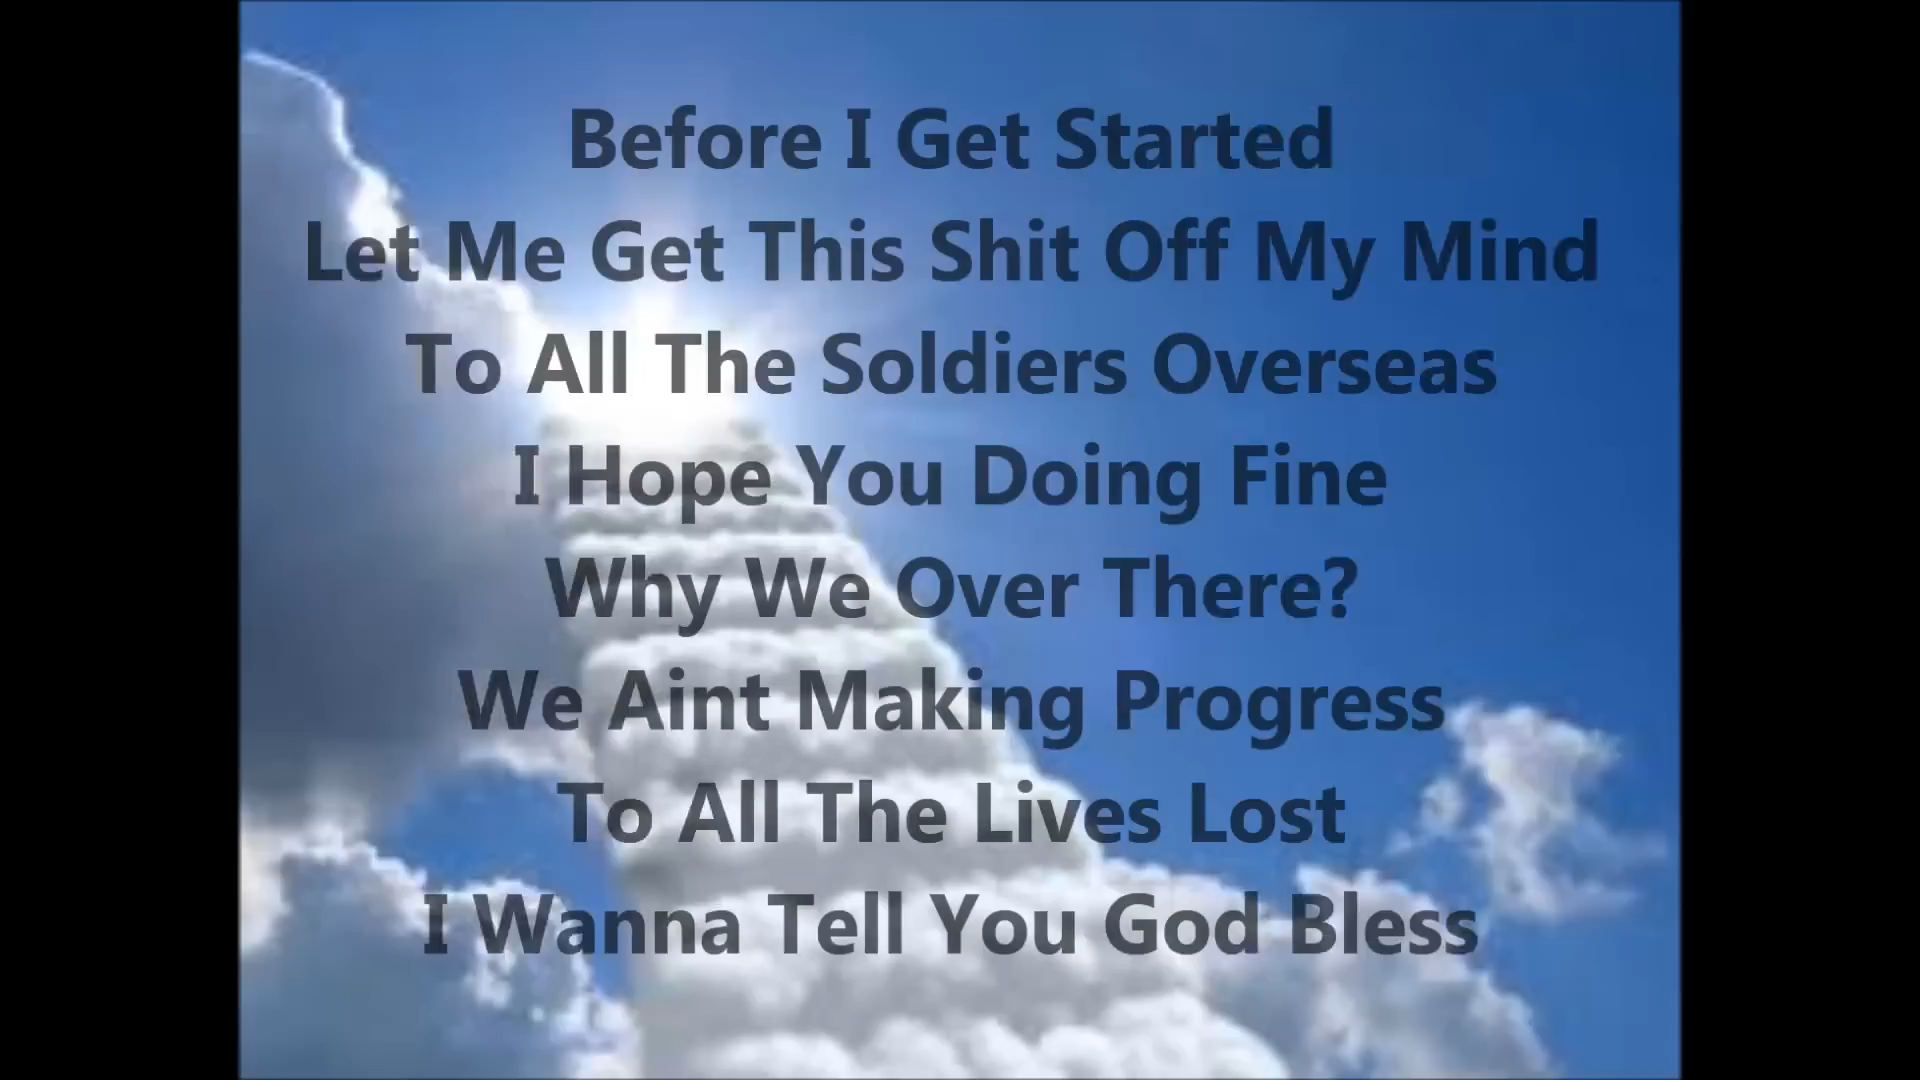 Before I Get Started
Let Me Get This Shit Off My Mind
To All The Soldiers Overseas
I Hope You Doing Fine
Why We Over There?
We Aint Making Progress
To All The Lives Lost
I Wanna Tell You God Bless